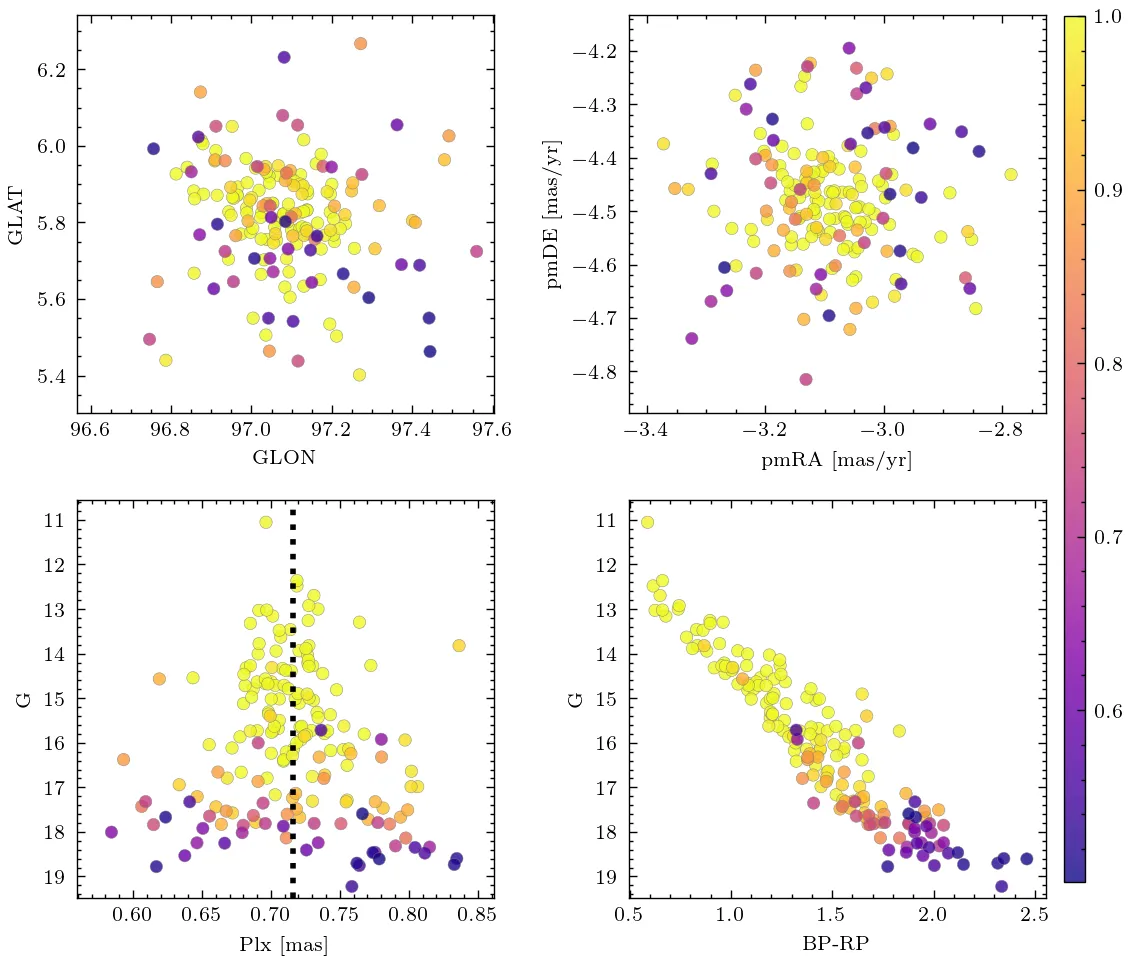 6.2
6.0
5.8
5.6
5.4
GLAT
96.6 96.8 97.0 97.2 97.4 97.6
GLON
−4.2
−4.3
−4.4
−4.5
−4.6
−4.7
−4.8
pmDE [mas/yr]
−3.4 −3.2 −3.0 −2.8
pmRA [mas/yr]
1.0
0.9
0.8
0.7
0.6
11
12
13
14
15
16
17
18
19
G
0.60 0.65 0.70 0.75 0.80 0.85
Plx [mas]
11
12
13
14
15
16
17
18
19
G
0.5 1.0 1.5 2.0 2.5
BP-RP